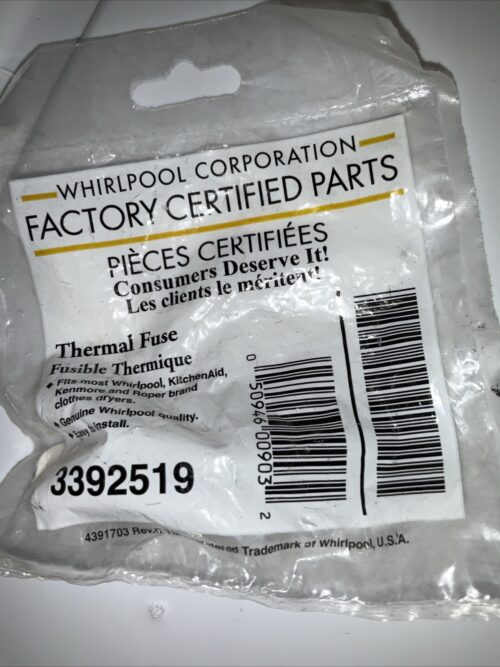 WHIRLPOOL CORPORATION
FACTORY CERTIFIED PARTS
PIÈCES CERTIFIÉES
Consumers Deserve It!
Les clients le méritent!
Thermal Fuse
Fusible Thermique
• Fits most Whirlpool, KitchenAid,
Kenmore and Roper brand
clothes dryers.
• Genuine Whirlpool quality.
• Easy to install.
3392519
0 50946 00903 2
4391703 Rev. Trademark of Whirlpool, U.S.A.